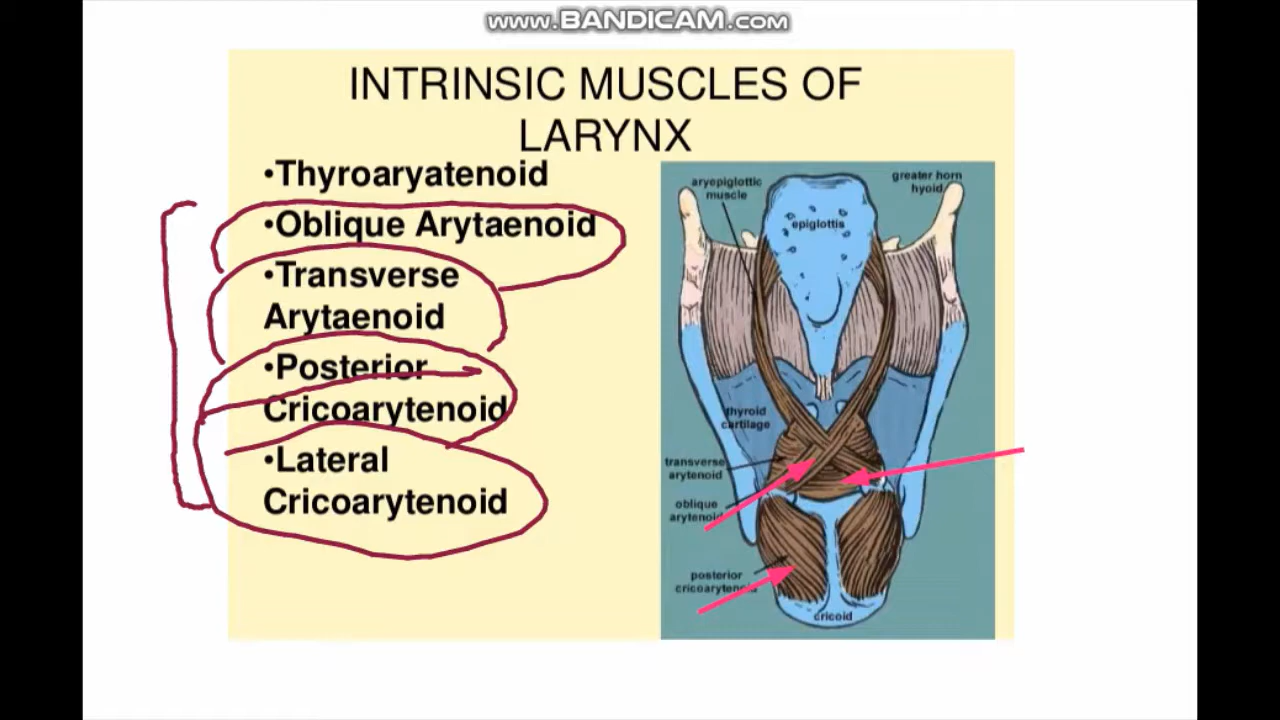 www.BANDICAM.com
INTRINSIC MUSCLES OF
LARYNX
•Thyroaryatenoid
•Oblique Arytaenoid
•Transverse
Arytaenoid
•Posterior
Cricoarytenoid
•Lateral
Cricoarytenoid
aryepiglottic
muscle
greater horn
hyoid
epiglottis
thyroid
cartilage
transverse
arytenoid
oblique
arytenoid
posterior
cricoarytenoid
cricoid